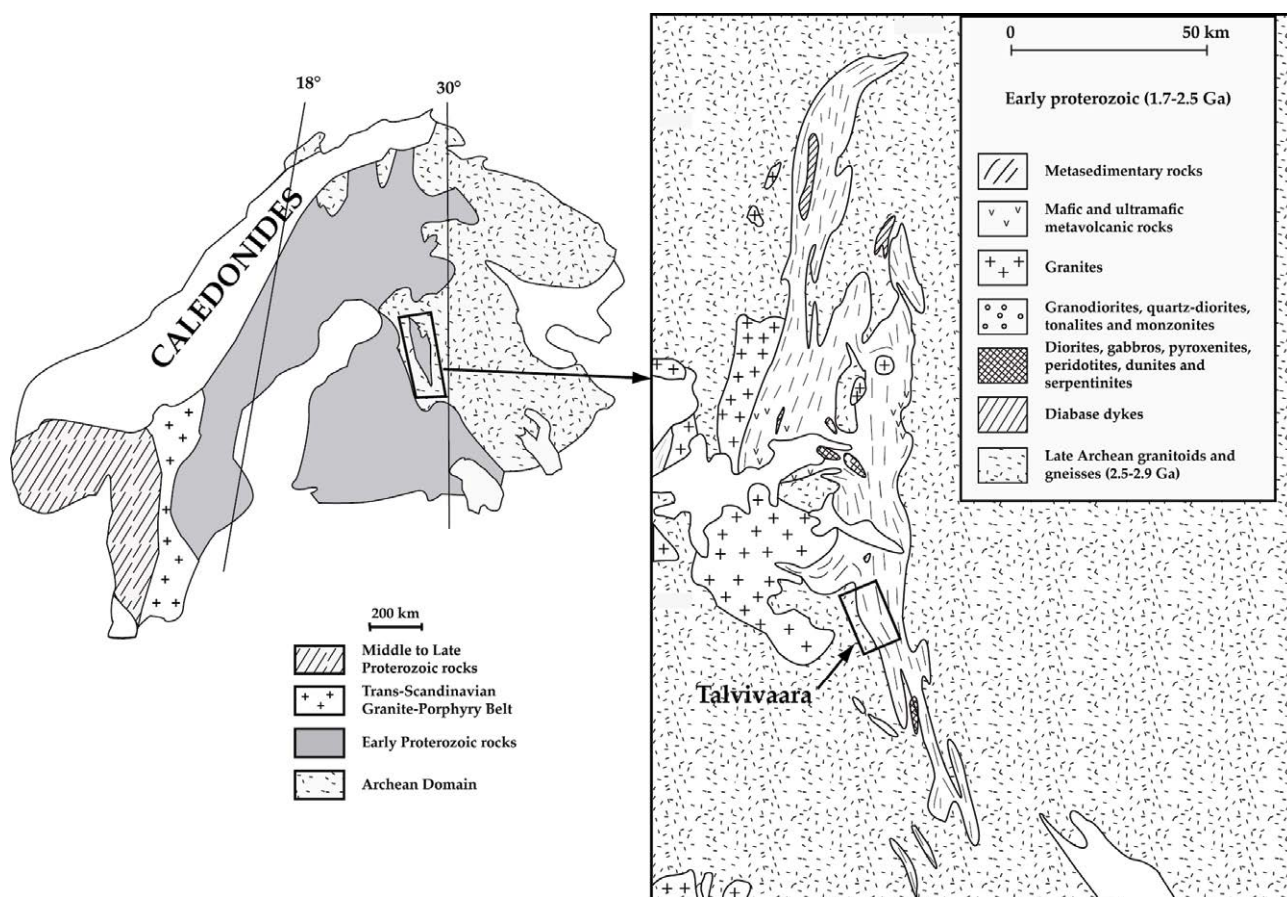 18°
30°
CALEDONIDES
200 km
Middle to Late
Proterozoic rocks
Trans-Scandinavian
Granite-Porphyry Belt
Early Proterozoic rocks
Archean Domain
Talvivaara
0 50 km
Early proterozoic (1.7-2.5 Ga)
Metasedimentary rocks
Mafic and ultramafic
metavolcanic rocks
Granites
Granodiorites, quartz-diorites,
tonalites and monzonites
Diorites, gabbros, pyroxenites,
peridotites, dunites and
serpentinites
Diabase dykes
Late Archean granitoids and
gneisses (2.5-2.9 Ga)